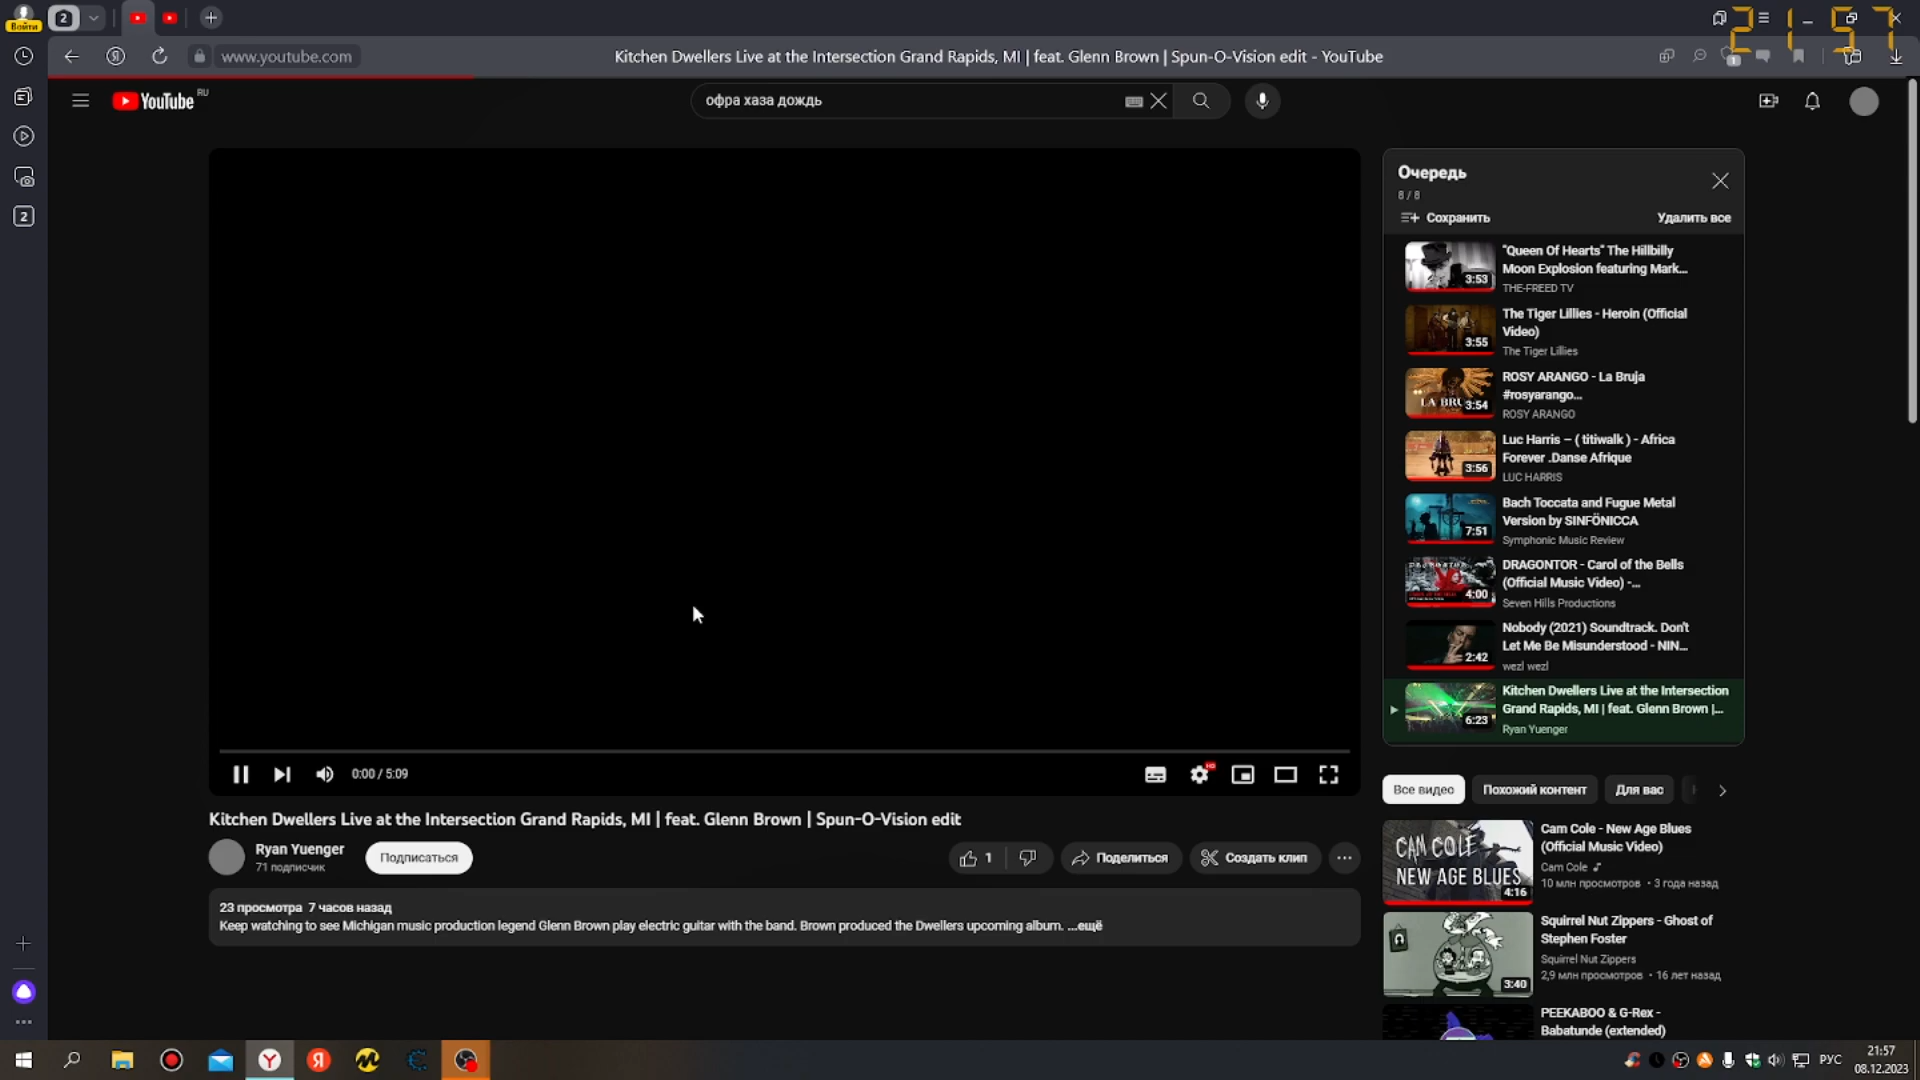 Войти
2
21 57
www.youtube.com
Kitchen Dwellers Live at the Intersection Grand Rapids, MI | feat. Glenn Brown | Spun-O-Vision edit - YouTube
1
2
YouTube RU
офра хаза дождь
Очередь
8 / 8
Сохранить
Удалить все
"Queen Of Hearts" The Hillbilly
Moon Explosion featuring Mark...
THE-FREED TV
3:53
The Tiger Lillies - Heroin (Official
Video)
The Tiger Lillies
3:55
ROSY ARANGO - La Bruja
#rosyarango...
ROSY ARANGO
3:54
Luc Harris – ( titiwalk ) - Africa
Forever .Danse Afrique
LUC HARRIS
3:56
Bach Toccata and Fugue Metal
Version by SINFÖNICCA
Symphonic Music Review
7:51
DRAGONTOR - Carol of the Bells
(Official Music Video) -...
Seven Hills Productions
4:00
Nobody (2021) Soundtrack. Don't
Let Me Be Misunderstood - NIN...
wezl wezl
2:42
Kitchen Dwellers Live at the Intersection
Grand Rapids, MI | feat. Glenn Brown |...
Ryan Yuenger
6:23
0:00 / 5:09
HD
Kitchen Dwellers Live at the Intersection Grand Rapids, MI | feat. Glenn Brown | Spun-O-Vision edit
Ryan Yuenger
71 подписчик
Подписаться
1
Поделиться
Создать клип
23 просмотра 7 часов назад
Keep watching to see Michigan music production legend Glenn Brown play electric guitar with the band. Brown produced the Dwellers upcoming album. ...ещё
Все видео
Похожий контент
Для вас
CAM COLE
NEW AGE BLUES
4:16
Cam Cole - New Age Blues
(Official Music Video)
Cam Cole
10 млн просмотров • 3 года назад
3:40
Squirrel Nut Zippers - Ghost of
Stephen Foster
Squirrel Nut Zippers
2,9 млн просмотров • 16 лет назад
PEEKABOO & G-Rex -
Babatunde (extended)
РУС
21:57
08.12.2023